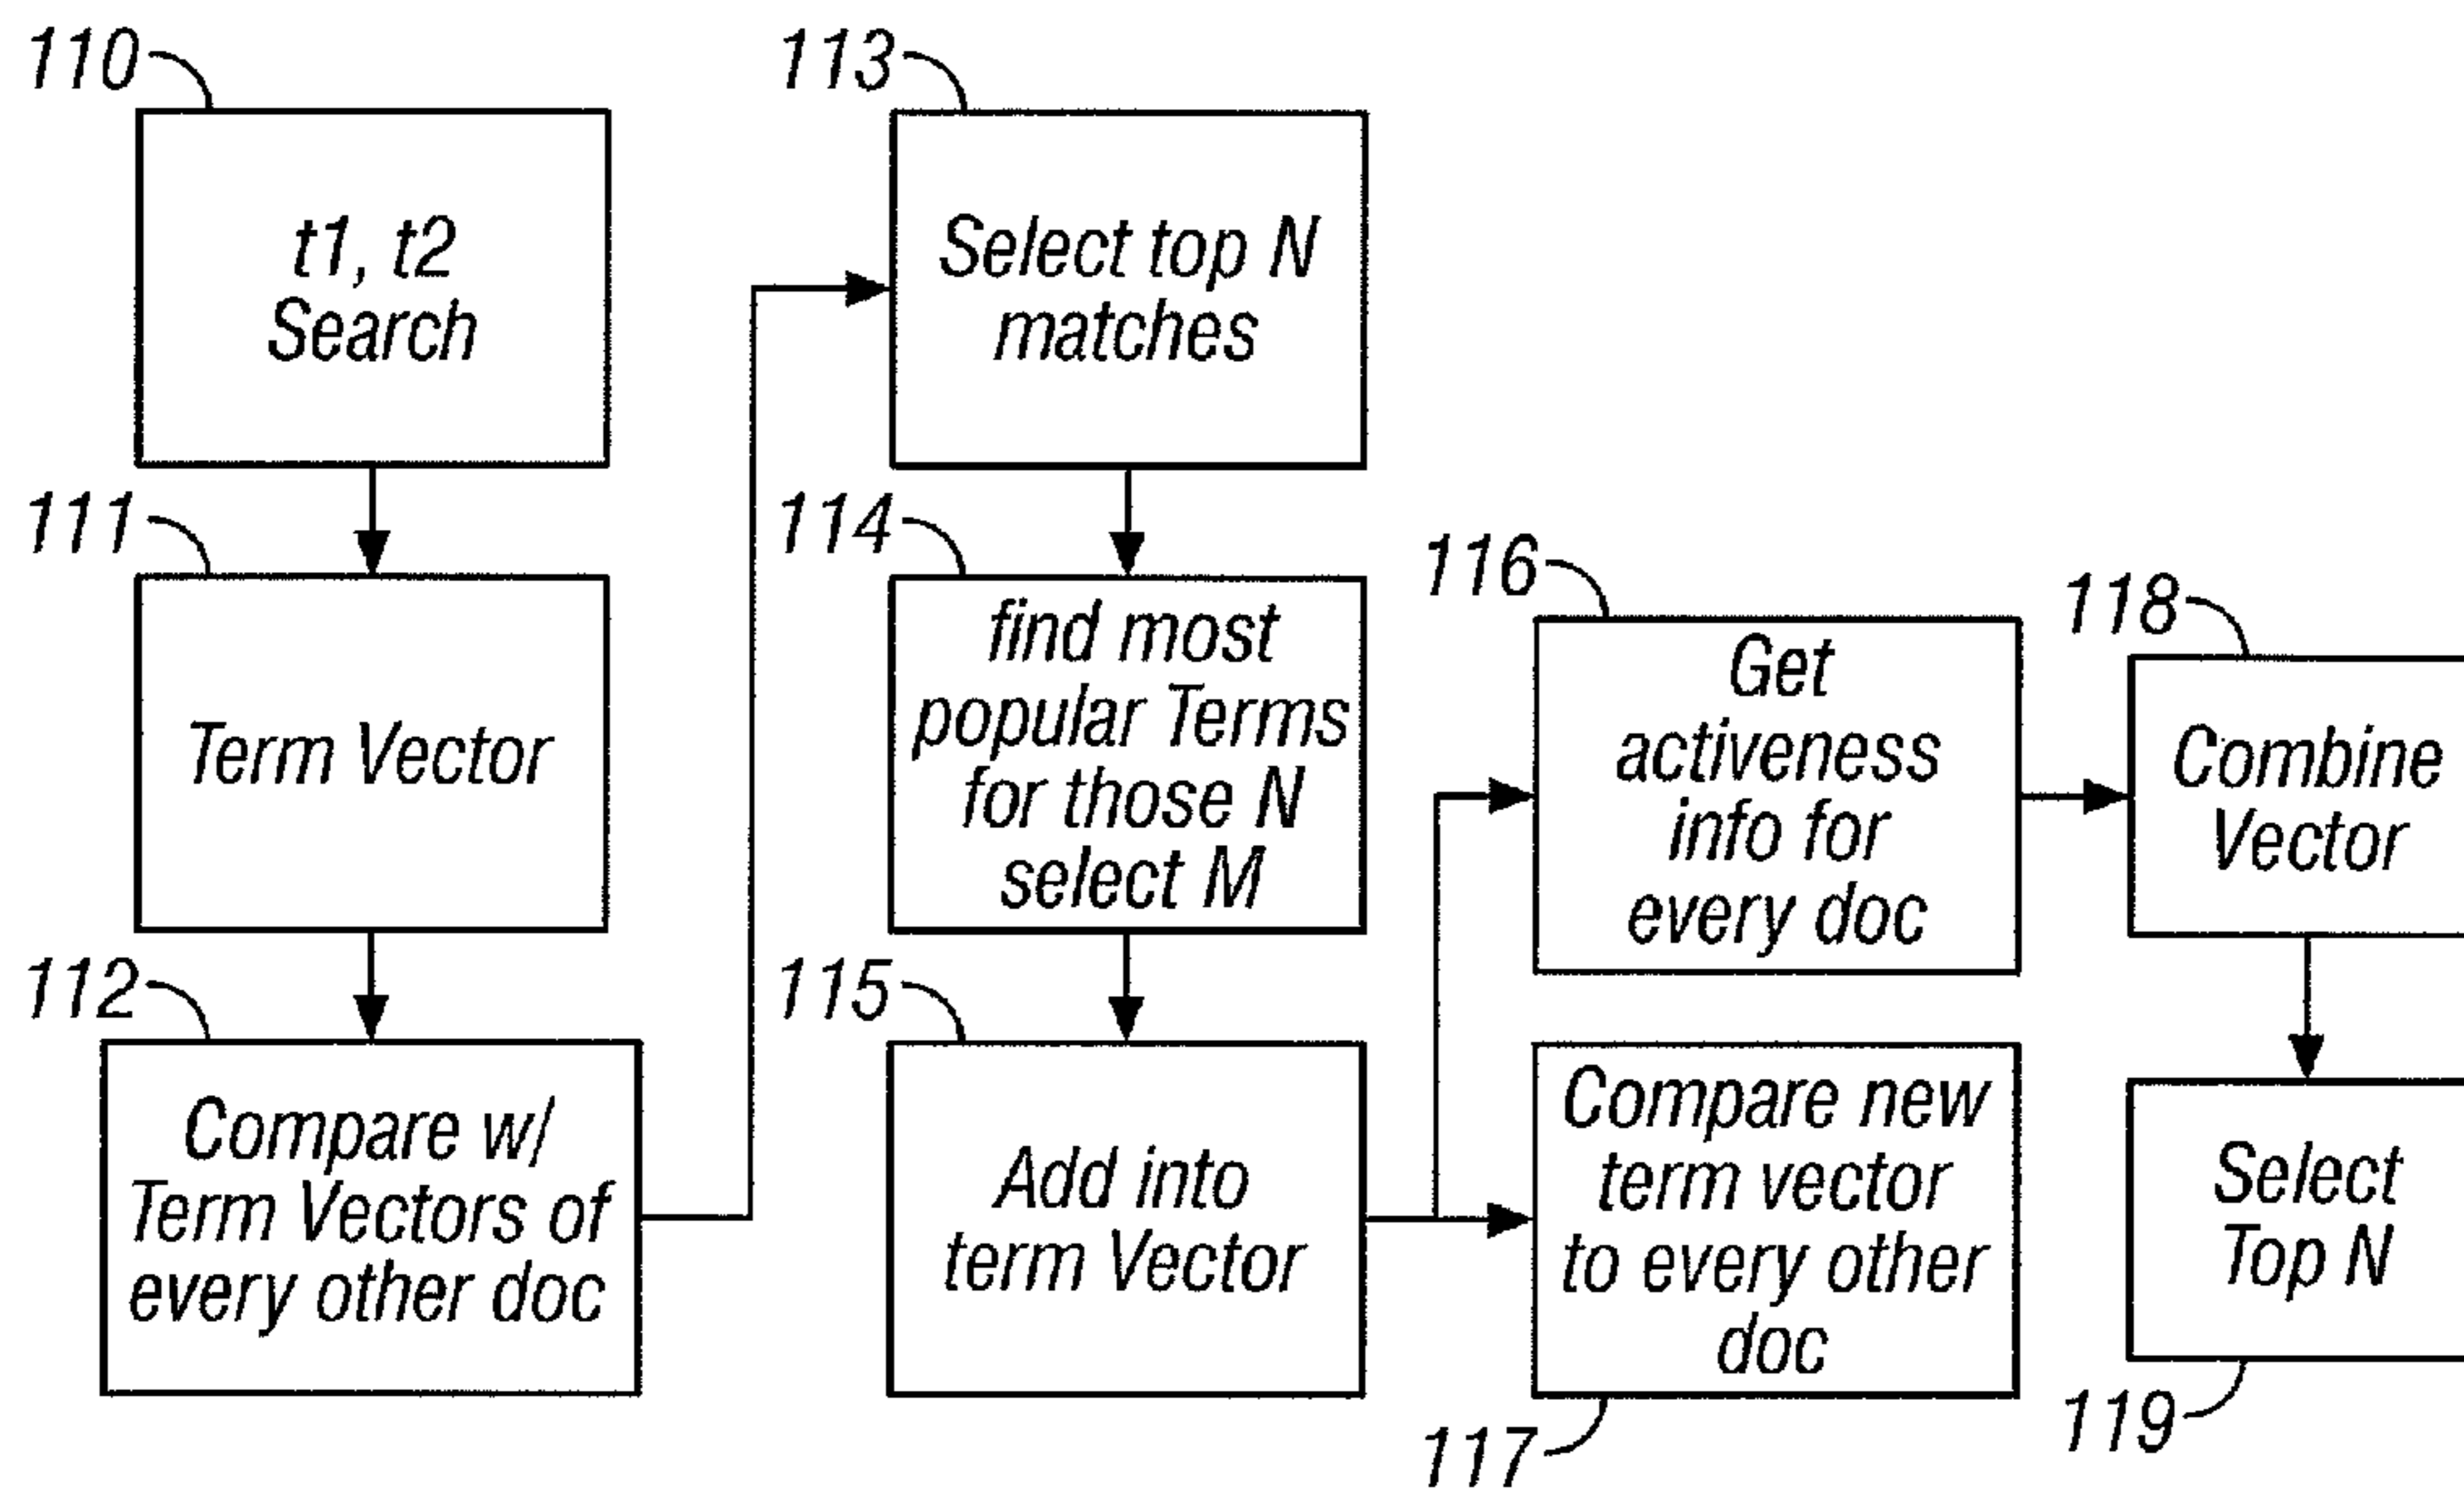 110
t1, t2
Search
111
Term Vector
112
Compare w/
Term Vectors of
every other doc
113
Select top N
matches
114
find most
popular Terms
for those N
select M
115
Add into
term Vector
116
Get
activeness
info for
every doc
117
Compare new
term vector
to every other
doc
118
Combine
Vector
119
Select
Top N